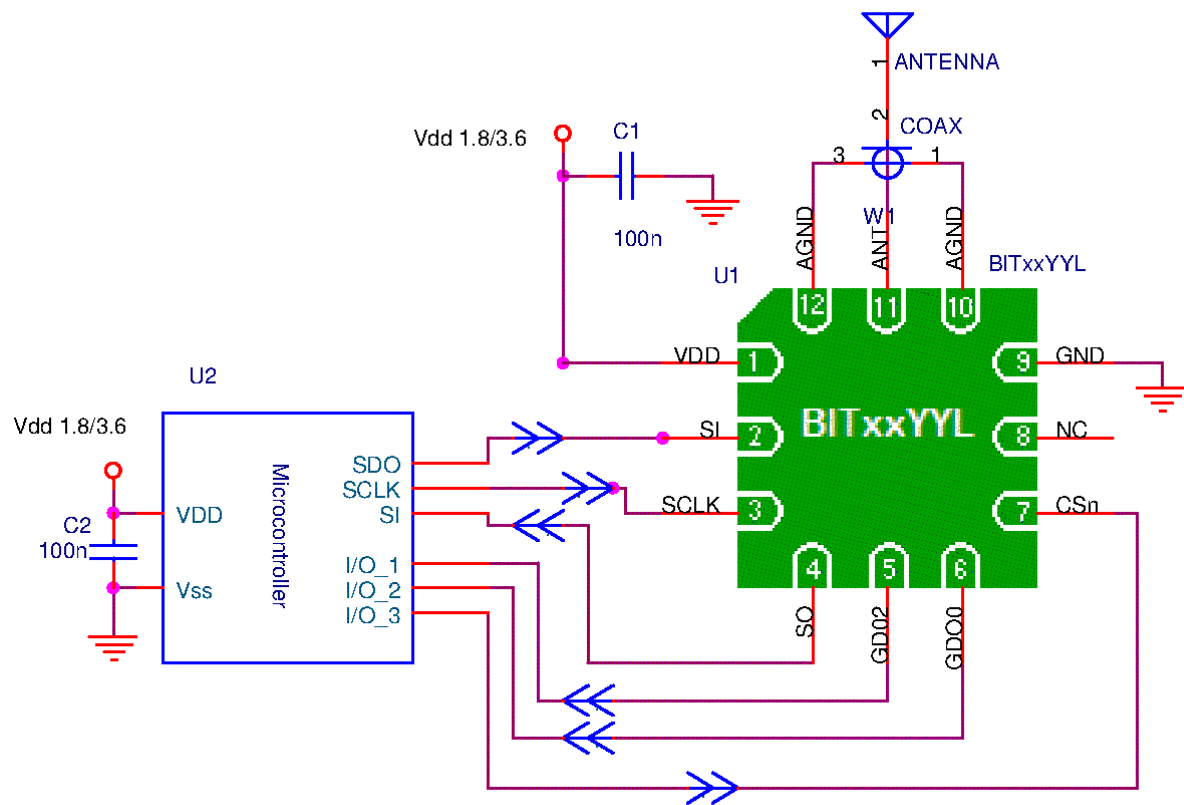 ANTENNA
1
2
COAX
3
1
W1
AGND
ANT
AGND
Vdd 1.8/3.6
C1
100n
U1
BITxxYYL
12
11
10
VDD
1
9
GND
BITxxYYL
SI
2
8
NC
SCLK
3
7
CSn
4
5
6
SO
GD02
GDO0
U2
Vdd 1.8/3.6
C2
100n
VDD
Vss
Microcontroller
SDO
SCLK
SI
I/O_1
I/O_2
I/O_3